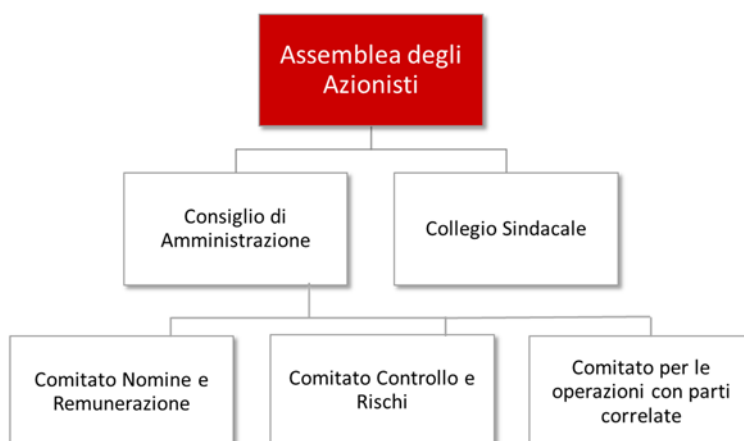 Assemblea degli
Azionisti
Consiglio di
Amministrazione
Collegio Sindacale
Comitato Nomine e
Remunerazione
Comitato Controllo e
Rischi
Comitato per le
operazioni con parti
correlate